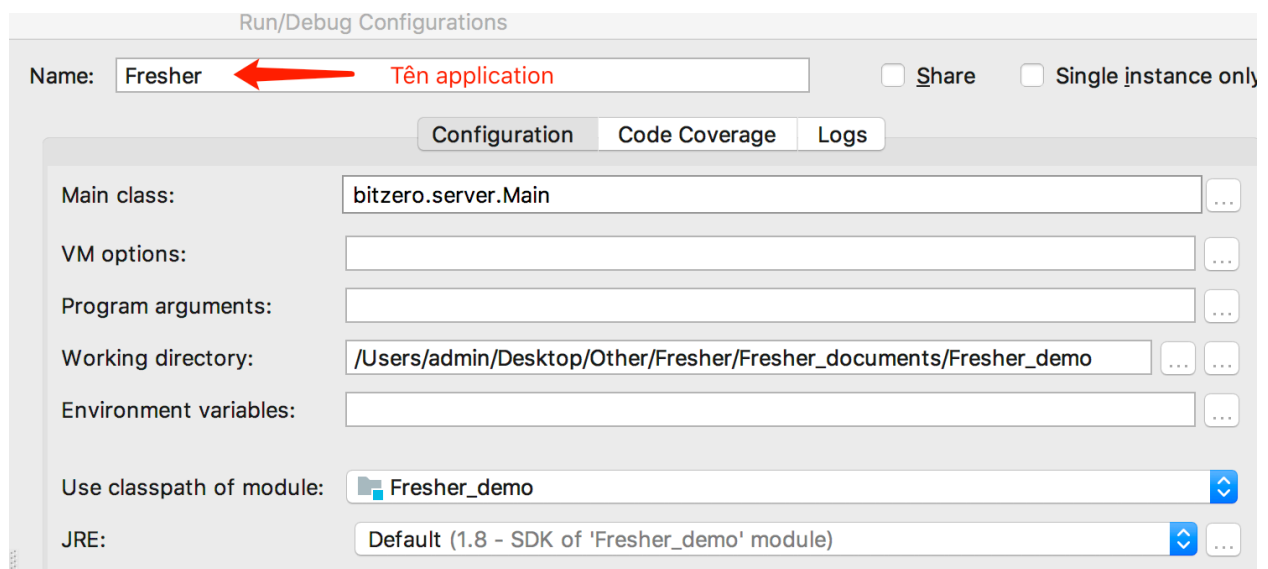 Run/Debug Configurations
Name: Fresher Tên application Share Single instance only
Configuration Code Coverage Logs
Main class: bitzero.server.Main ...
VM options: ...
Program arguments: ...
Working directory: /Users/admin/Desktop/Other/Fresher/Fresher_documents/Fresher_demo ... ...
Environment variables: ...
Use classpath of module: Fresher_demo
JRE: Default (1.8 - SDK of 'Fresher_demo' module) ...